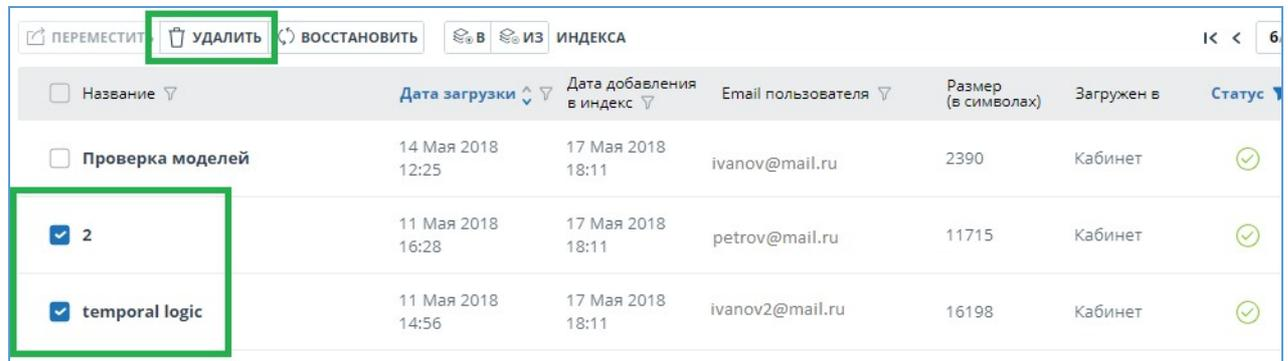 ПЕРЕМЕСТИТЬ УДАЛИТЬ ВОССТАНОВИТЬ В ИЗ ИНДЕКСА 6
Название Дата загрузки Дата добавления в индекс Email пользователя Размер (в символах) Загружен в Статус
Проверка моделей 14 Мая 2018 12:25 17 Мая 2018 18:11 ivanov@mail.ru 2390 Кабинет
2 11 Мая 2018 16:28 17 Мая 2018 18:11 petrov@mail.ru 11715 Кабинет
temporal logic 11 Мая 2018 14:56 17 Мая 2018 18:11 ivanov2@mail.ru 16198 Кабинет